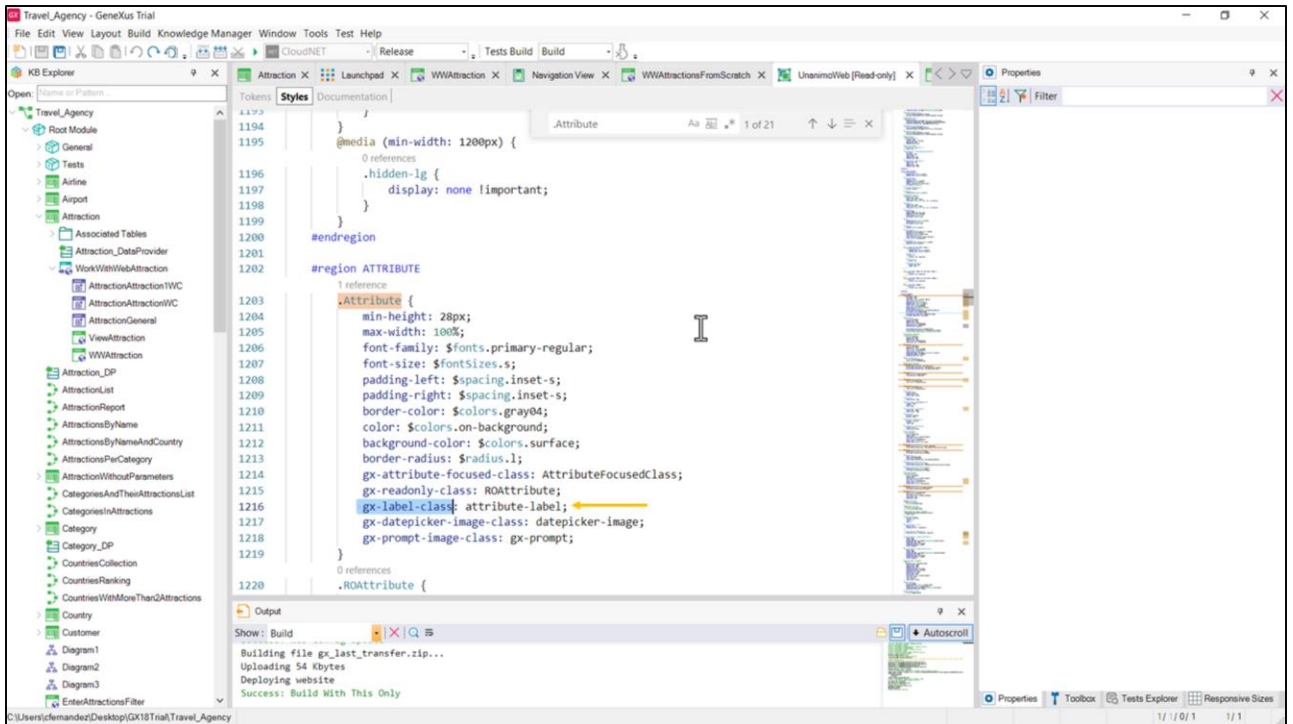 Travel_Agency - GeneXus Trial
File Edit View Layout Build Knowledge Manager Window Tools Test Help
CloudNET Release Tests Build Build
KB Explorer
Open: Name or Pattern ...
Travel_Agency
Root Module
General
Tests
Airline
Airport
Attraction
Associated Tables
Attraction_DataProvider
WorkWithWebAttraction
AttractionAttraction1WC
AttractionAttractionWC
AttractionGeneral
ViewAttraction
WWAttraction
Attraction_DP
AttractionList
AttractionReport
AttractionsByName
AttractionsByNameAndCountry
AttractionsPerCategory
AttractionWithoutParameters
CategoriesAndTheirAttractionsList
CategoriesInAttractions
Category
Category_DP
CountriesCollection
CountriesRanking
CountriesWithMoreThan2Attractions
Country
Customer
Diagram1
Diagram2
Diagram3
EnterAttractionsFilter
Attraction X Launchpad X WWAttraction X Navigation View X WWAttractionsFromScratch X UnanimoWeb [Read-only] X
Tokens Styles Documentation
.Attribute Aa 1 of 21
1193 }
1194 }
1195 @media (min-width: 1200px) {
0 references
1196 .hidden-lg {
1197 display: none !important;
1198 }
1199 }
1200 #endregion
1201
1202 #region ATTRIBUTE
1 reference
1203 .Attribute {
1204 min-height: 28px;
1205 max-width: 100%;
1206 font-family: $fonts.primary-regular;
1207 font-size: $fontSizes.s;
1208 padding-left: $spacing.inset-s;
1209 padding-right: $spacing.inset-s;
1210 border-color: $colors.gray04;
1211 color: $colors.on-background;
1212 background-color: $colors.surface;
1213 border-radius: $radius.l;
1214 gx-attribute-focused-class: AttributeFocusedClass;
1215 gx-readonly-class: ROAttribute;
1216 gx-label-class: attribute-label;
1217 gx-datepicker-image-class: datepicker-image;
1218 gx-prompt-image-class: gx-prompt;
1219 }
0 references
1220 .ROAttribute {
Output
Show: Build Autoscroll
Building file gx_last_transfer.zip...
Uploading 54 Kbytes
Deploying website
Success: Build With This Only
Properties
Filter
Properties Toolbox Tests Explorer Responsive Sizes
C:\Users\cfernandez\Desktop\GX18Trial\Travel_Agency
1/1/0/1 1/1